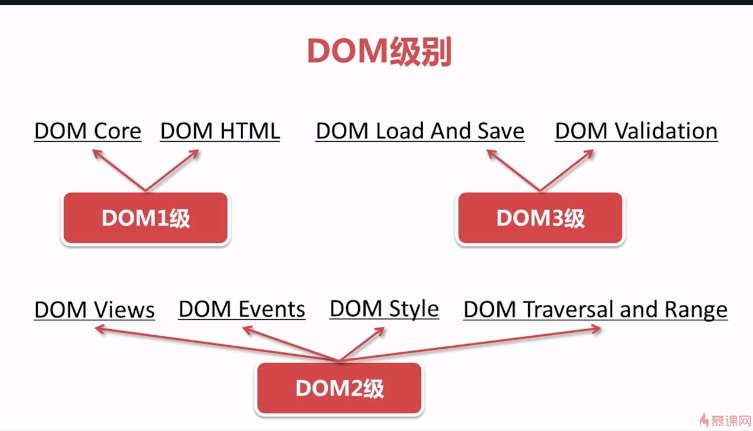 DOM级别
DOM Core DOM HTML DOM Load And Save DOM Validation
DOM1级 DOM3级
DOM Views DOM Events DOM Style DOM Traversal and Range
DOM2级
慕课网